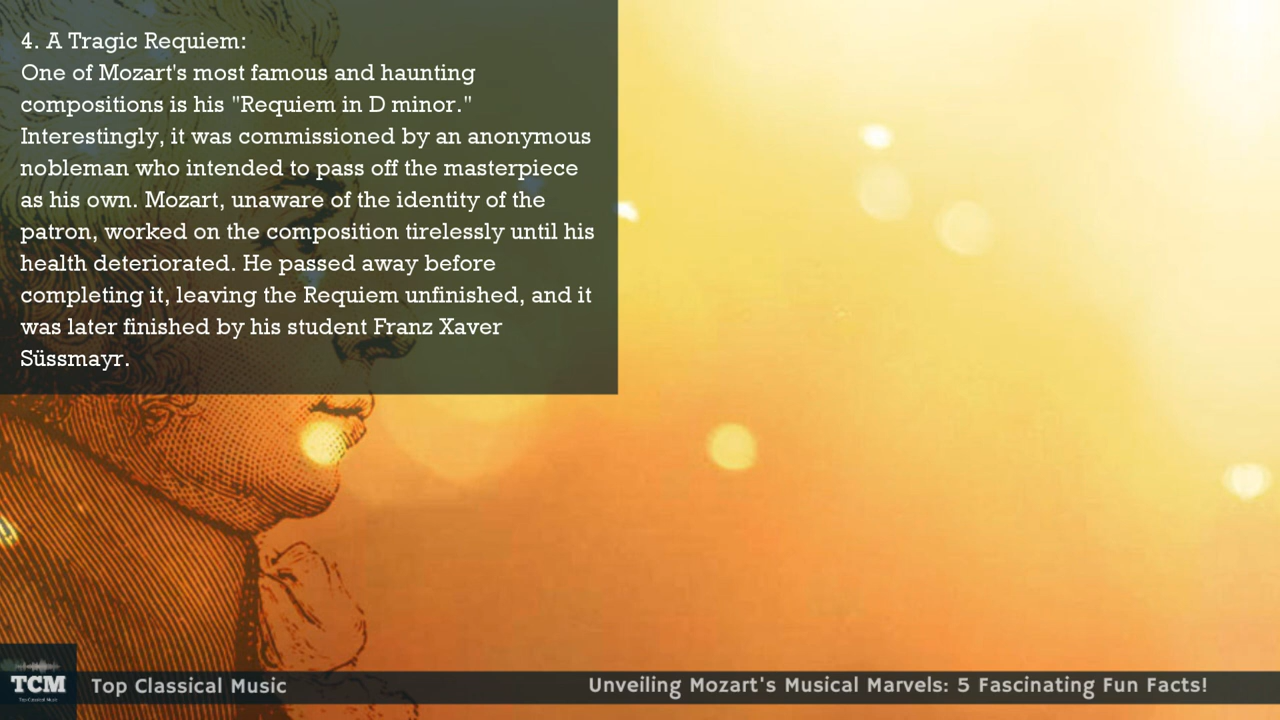 4. A Tragic Requiem:
One of Mozart's most famous and haunting
compositions is his "Requiem in D minor."
Interestingly, it was commissioned by an anonymous
nobleman who intended to pass off the masterpiece
as his own. Mozart, unaware of the identity of the
patron, worked on the composition tirelessly until his
health deteriorated. He passed away before
completing it, leaving the Requiem unfinished, and it
was later finished by his student Franz Xaver
Süssmayr.
TCM
Top Classical Music
Top Classical Music
Unveiling Mozart's Musical Marvels: 5 Fascinating Fun Facts!